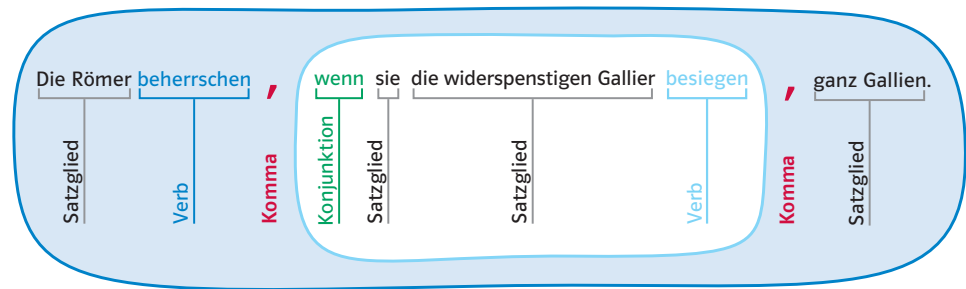 Die Römer beherrschen , wenn sie die widerspenstigen Gallier besiegen , ganz Gallien.
Satzglied Verb Komma Konjunktion Satzglied Satzglied Verb Komma Satzglied